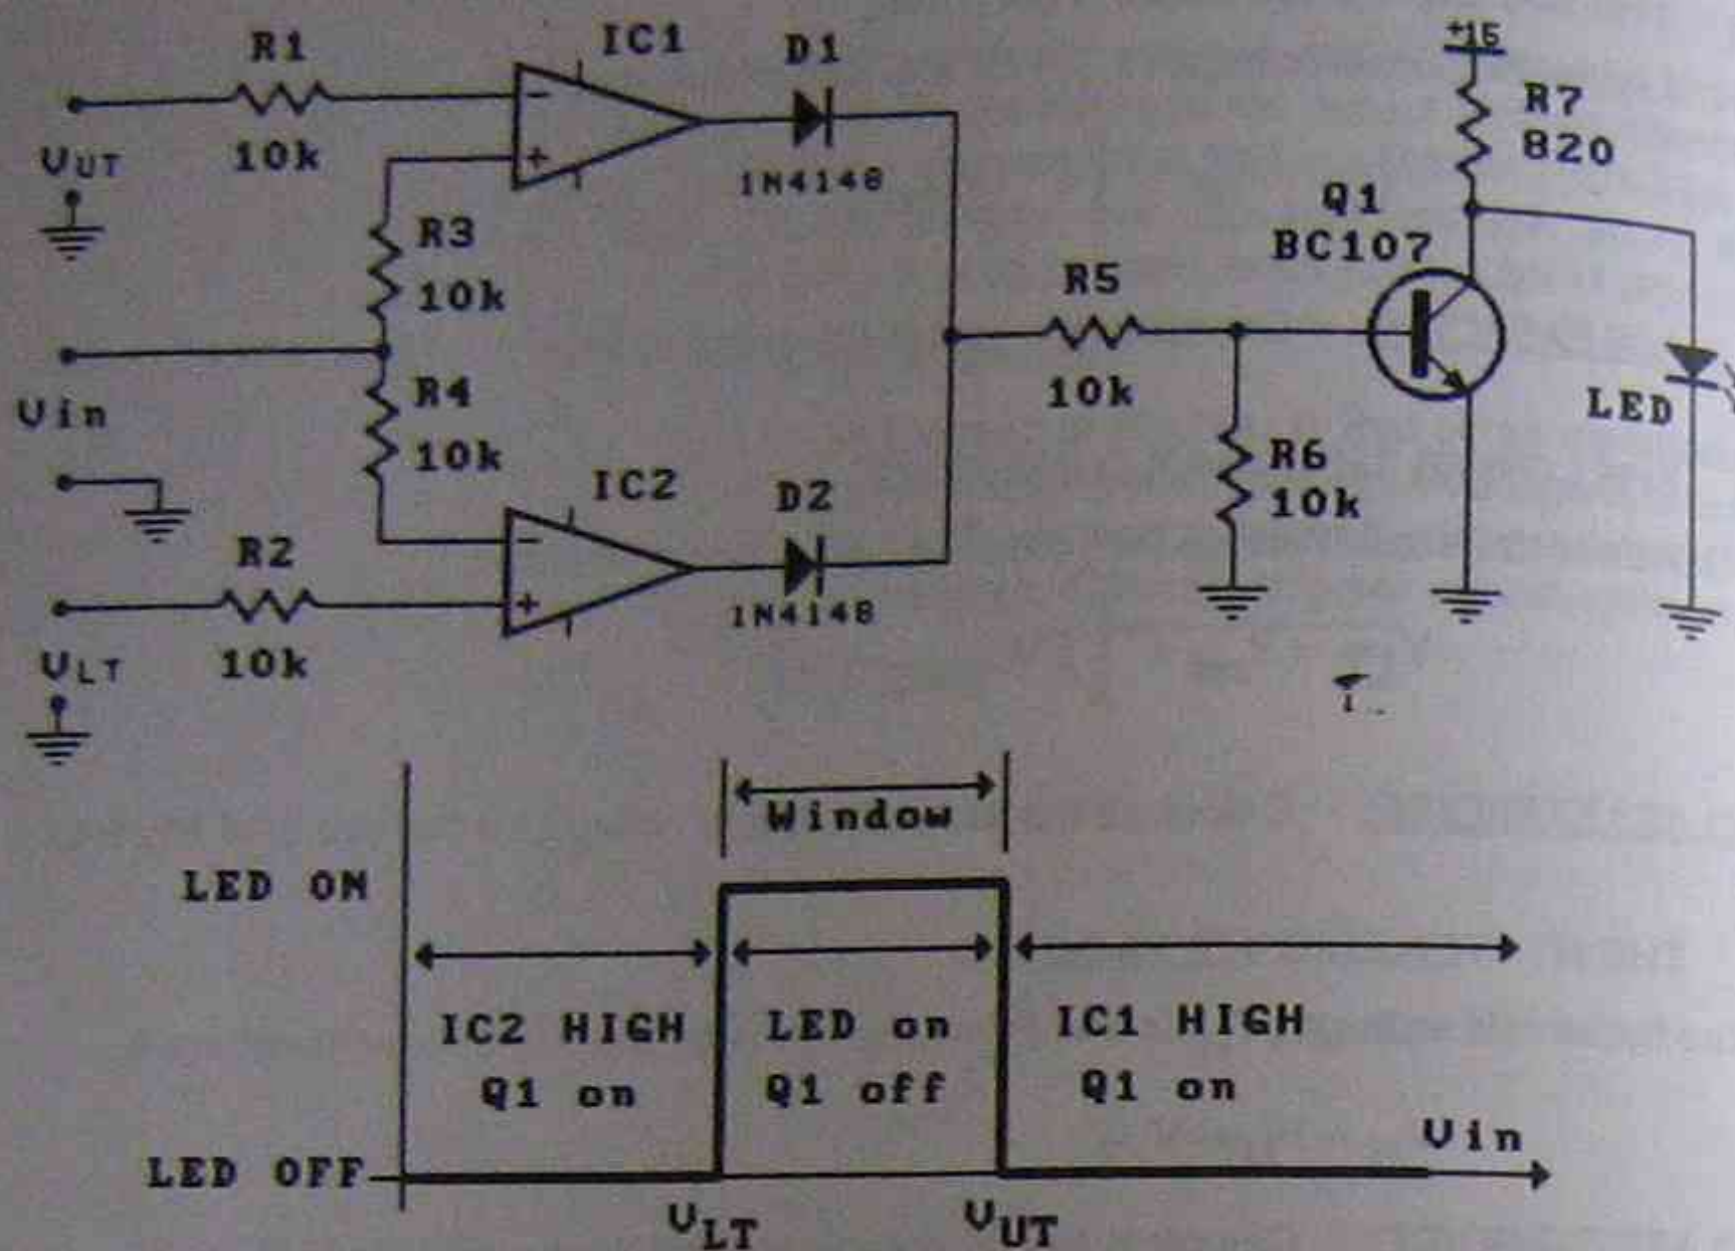 R1
10k
VUT
IC1
-
+
D1
1N4148
+15
R7
820
Q1
BC107
R3
10k
Vin
R4
10k
R5
10k
R6
10k
LED
IC2
-
+
D2
1N4148
R2
10k
VLT
Window
LED ON
IC2 HIGH
Q1 on
LED on
Q1 off
IC1 HIGH
Q1 on
Vin
LED OFF
VLT
VUT